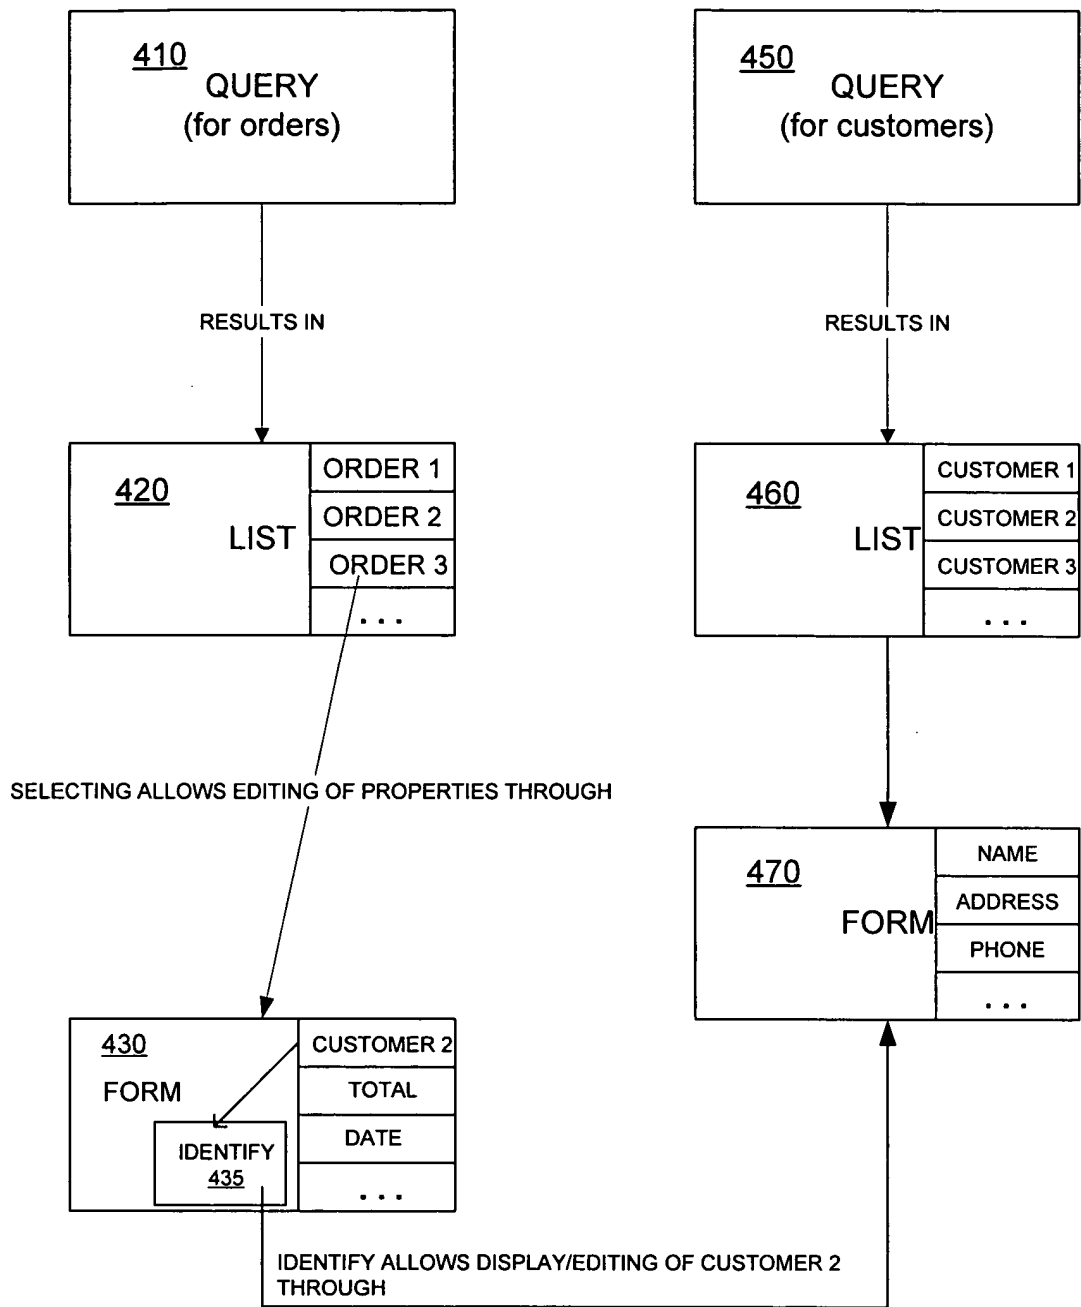 410
QUERY
(for orders)
450
QUERY
(for customers)
RESULTS IN
RESULTS IN
420
LIST
ORDER 1
ORDER 2
ORDER 3
. . .
460
LIST
CUSTOMER 1
CUSTOMER 2
CUSTOMER 3
. . .
SELECTING ALLOWS EDITING OF PROPERTIES THROUGH
470
FORM
NAME
ADDRESS
PHONE
. . .
430
FORM
IDENTIFY
435
CUSTOMER 2
TOTAL
DATE
. . .
IDENTIFY ALLOWS DISPLAY/EDITING OF CUSTOMER 2
THROUGH